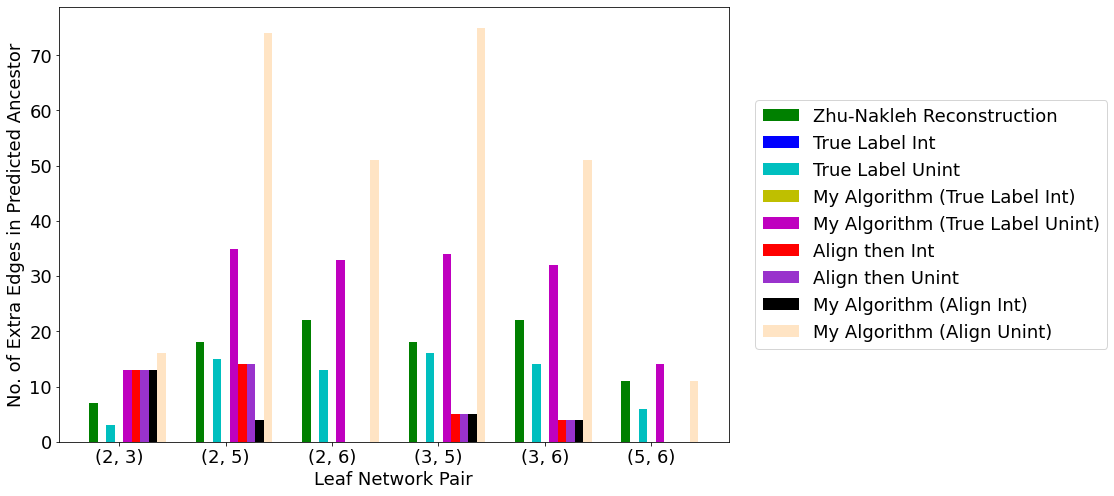 No. of Extra Edges in Predicted Ancestor
70
60
50
40
30
20
10
0
(2, 3) (2, 5) (2, 6) (3, 5) (3, 6) (5, 6)
Leaf Network Pair
Zhu-Nakleh Reconstruction
True Label Int
True Label Unint
My Algorithm (True Label Int)
My Algorithm (True Label Unint)
Align then Int
Align then Unint
My Algorithm (Align Int)
My Algorithm (Align Unint)